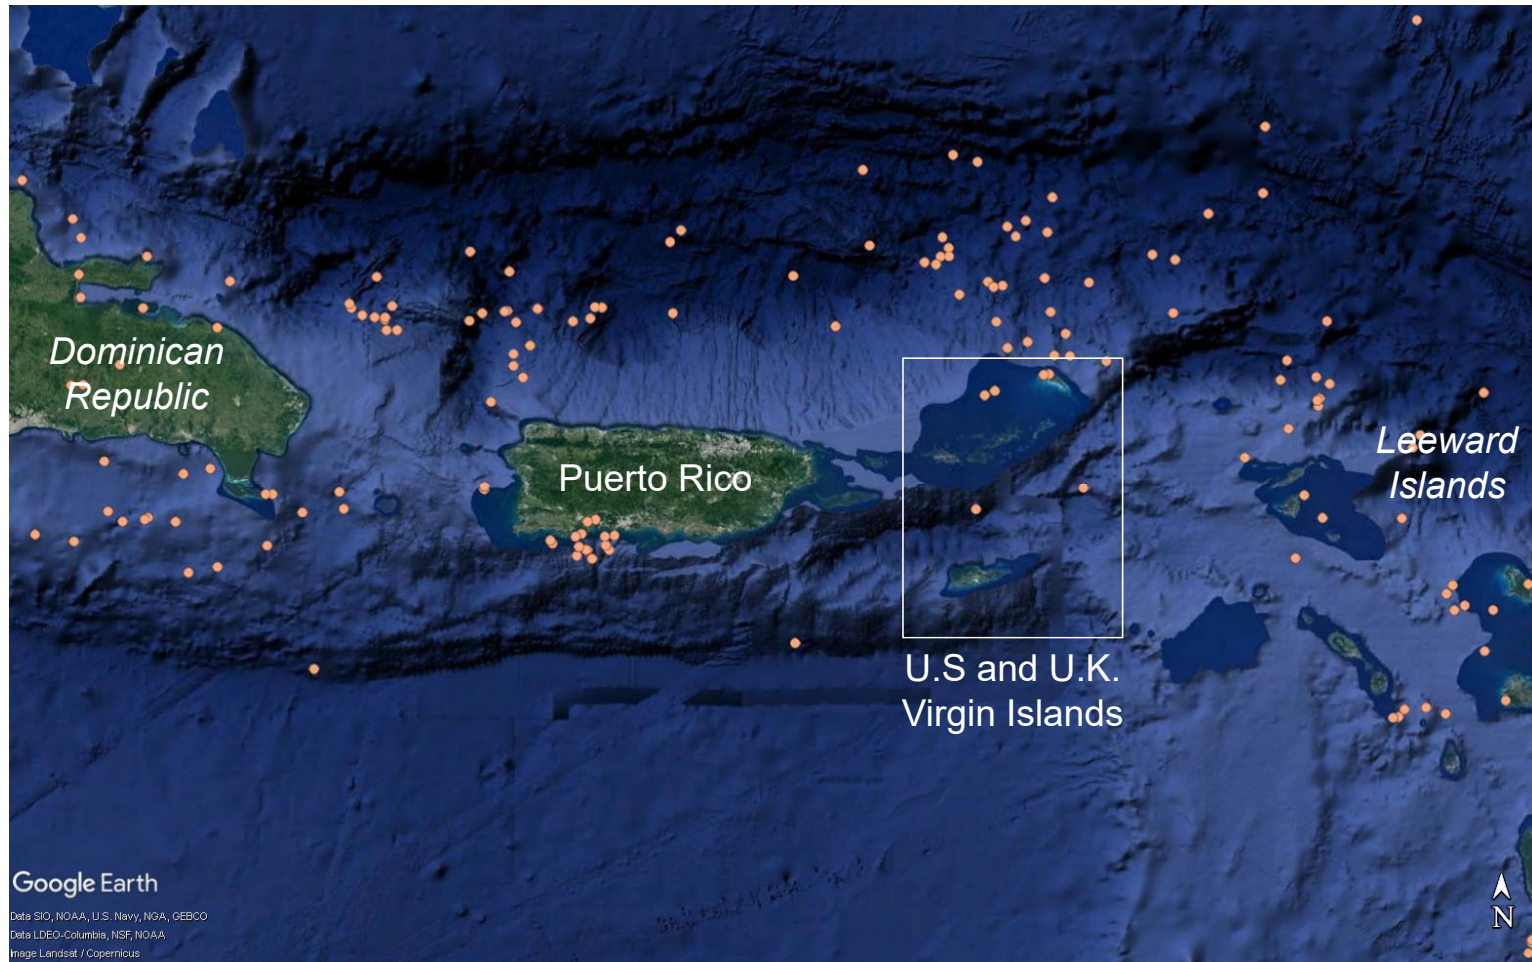 Dominican
Republic
Puerto Rico
Leeward
Islands
U.S and U.K.
Virgin Islands
Google Earth
Data SIO, NOAA, U.S. Navy, NGA, GEBCO
Data LDEO-Columbia, NSF, NOAA
Image Landsat / Copernicus
N